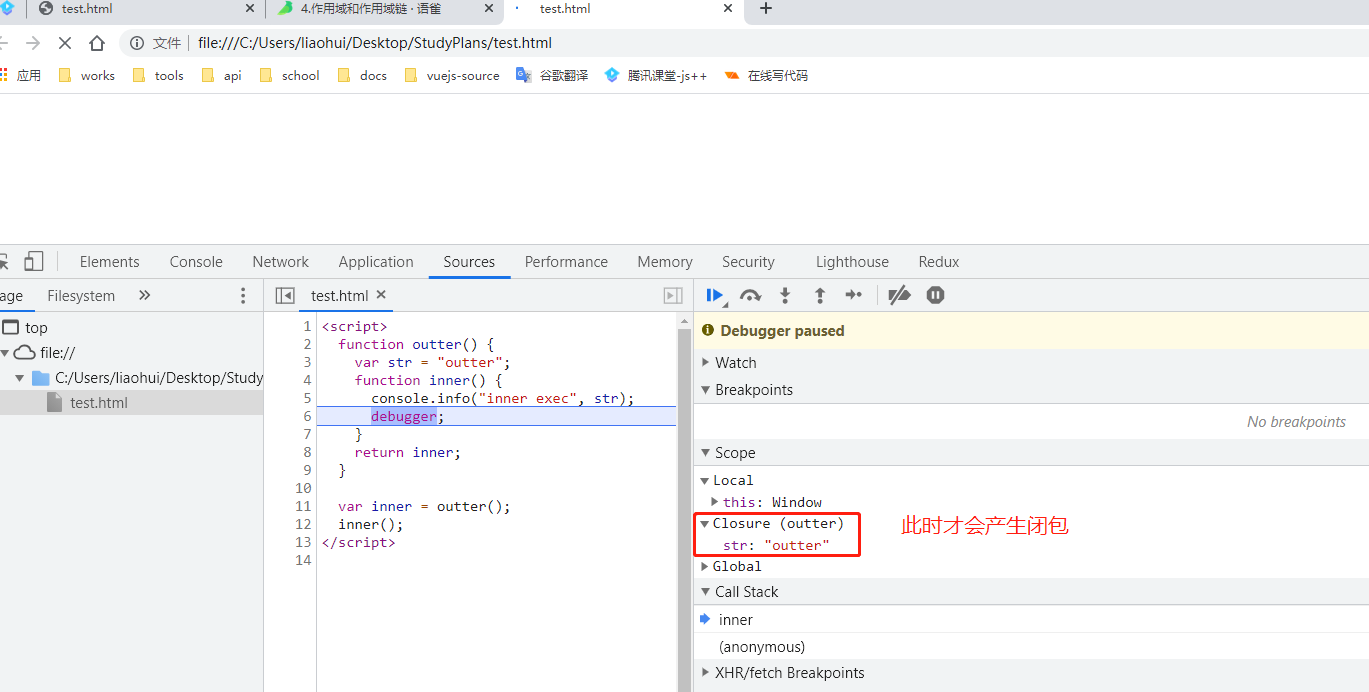 test.html
4.作用域和作用域链 · 语雀
test.html
文件 file:///C:/Users/liaohui/Desktop/StudyPlans/test.html
应用 works tools api school docs vuejs-source 谷歌翻译 腾讯课堂-js++ 在线写代码
Elements Console Network Application Sources Performance Memory Security Lighthouse Redux
age Filesystem
top
file://
C:/Users/liaohui/Desktop/Study
test.html
test.html
1 <script>
2 function outter() {
3 var str = "outter";
4 function inner() {
5 console.info("inner exec", str);
6 debugger;
7 }
8 return inner;
9 }
10
11 var inner = outter();
12 inner();
13 </script>
14
Debugger paused
Watch
Breakpoints
No breakpoints
Scope
Local
this: Window
Closure (outter)
str: "outter"
此时才会产生闭包
Global
Call Stack
inner
(anonymous)
XHR/fetch Breakpoints